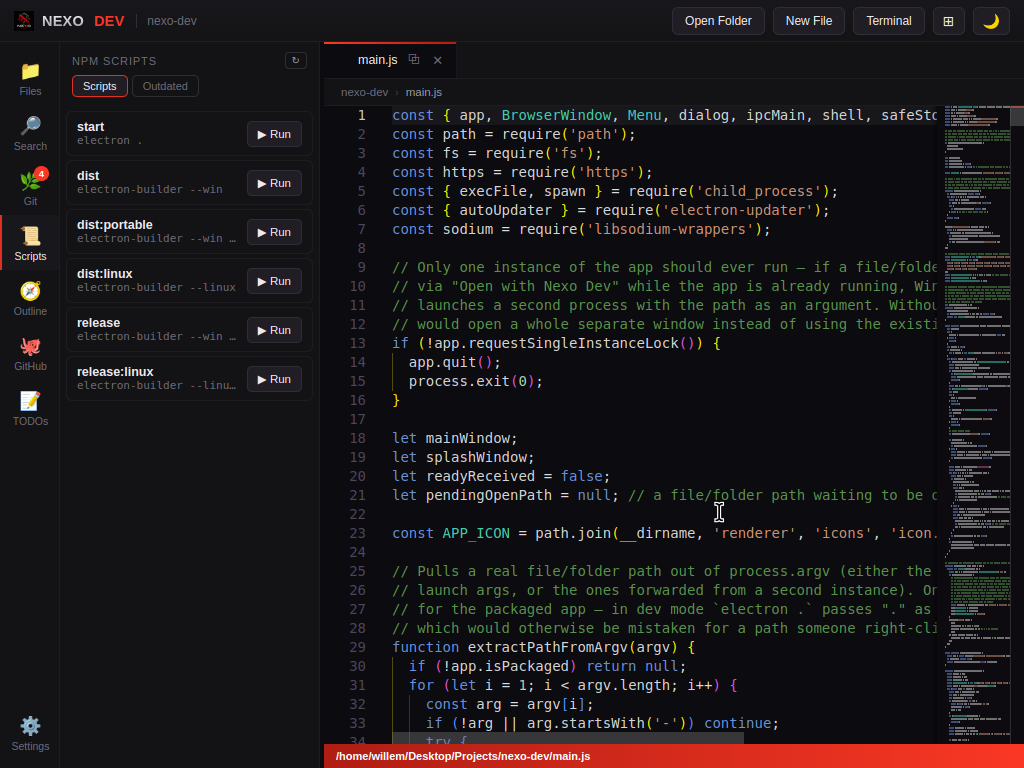 NEXO DEV nexo-dev
Open Folder
New File
Terminal
Files
Search
4
Git
Scripts
Outline
GitHub
TODOs
Settings
NPM SCRIPTS
Scripts
Outdated
start
electron .
▶ Run
dist
electron-builder --win
▶ Run
dist:portable
electron-builder --win …
▶ Run
dist:linux
electron-builder --linux
▶ Run
release
electron-builder --win …
▶ Run
release:linux
electron-builder --linu…
▶ Run
main.js
nexo-dev › main.js
1 const { app, BrowserWindow, Menu, dialog, ipcMain, shell, safeSto
2 const path = require('path');
3 const fs = require('fs');
4 const https = require('https');
5 const { execFile, spawn } = require('child_process');
6 const { autoUpdater } = require('electron-updater');
7 const sodium = require('libsodium-wrappers');
8
9 // Only one instance of the app should ever run — if a file/folde
10 // via "Open with Nexo Dev" while the app is already running, Win
11 // launches a second process with the path as an argument. Withou
12 // would open a whole separate window instead of using the existi
13 if (!app.requestSingleInstanceLock()) {
14 app.quit();
15 process.exit(0);
16 }
17
18 let mainWindow;
19 let splashWindow;
20 let readyReceived = false;
21 let pendingOpenPath = null; // a file/folder path waiting to be o
22
23 const APP_ICON = path.join(__dirname, 'renderer', 'icons', 'icon.
24
25 // Pulls a real file/folder path out of process.argv (either the
26 // launch args, or the ones forwarded from a second instance). On
27 // for the packaged app — in dev mode `electron .` passes "." as
28 // which would otherwise be mistaken for a path someone right-cli
29 function extractPathFromArgv(argv) {
30 if (!app.isPackaged) return null;
31 for (let i = 1; i < argv.length; i++) {
32 const arg = argv[i];
33 if (!arg || arg.startsWith('-')) continue;
34 try {
/home/willem/Desktop/Projects/nexo-dev/main.js